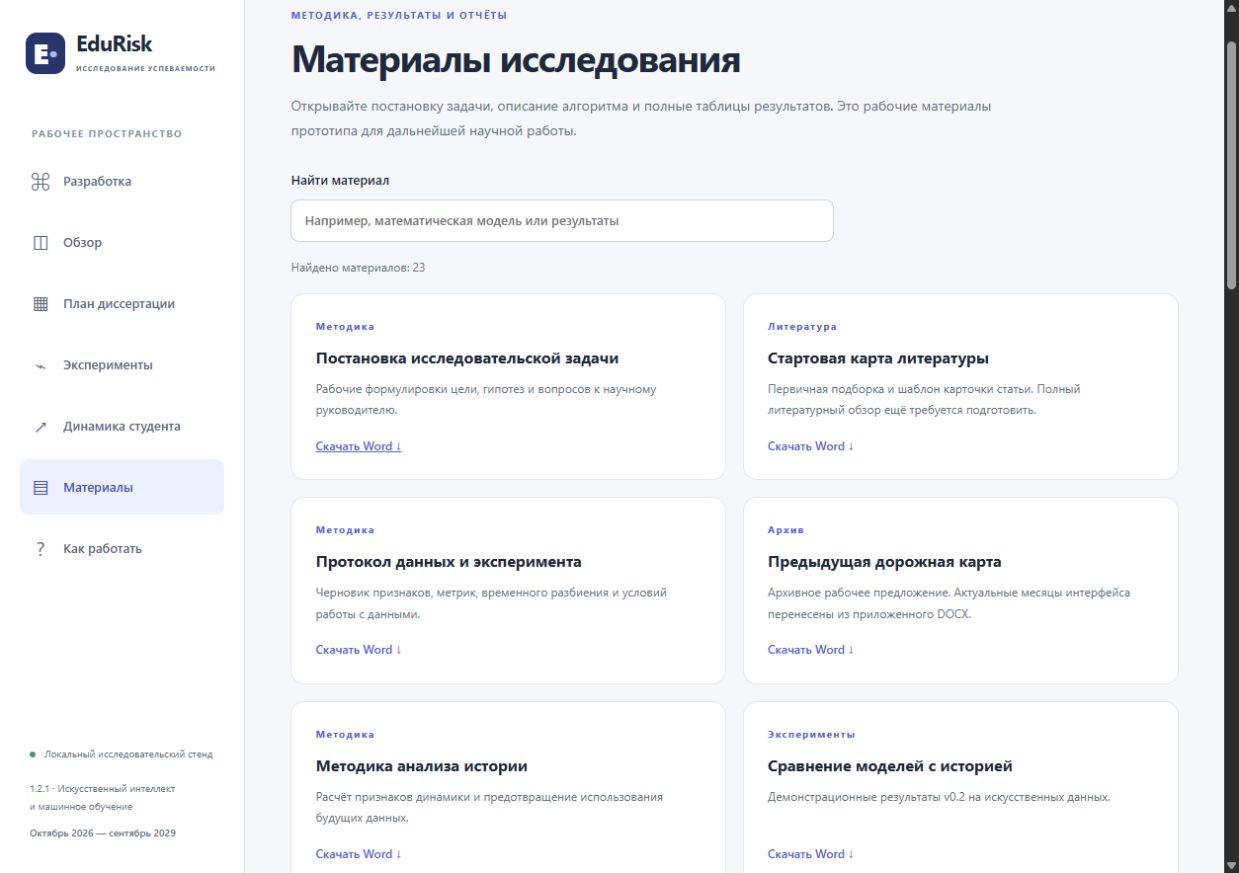 E
EduRisk
ИССЛЕДОВАНИЕ УСПЕВАЕМОСТИ
РАБОЧЕЕ ПРОСТРАНСТВО
Разработка
Обзор
План диссертации
Эксперименты
Динамика студента
Материалы
? Как работать
Локальный исследовательский стенд
1.2.1 · Искусственный интеллект
и машинное обучение
Октябрь 2026 — сентябрь 2029
МЕТОДИКА, РЕЗУЛЬТАТЫ И ОТЧЁТЫ
Материалы исследования
Открывайте постановку задачи, описание алгоритма и полные таблицы результатов. Это рабочие материалы
прототипа для дальнейшей научной работы.
Найти материал
Например, математическая модель или результаты
Найдено материалов: 23
Методика
Постановка исследовательской задачи
Рабочие формулировки цели, гипотез и вопросов к научному
руководителю.
Скачать Word ↓
Литература
Стартовая карта литературы
Первичная подборка и шаблон карточки статьи. Полный
литературный обзор ещё требуется подготовить.
Скачать Word ↓
Методика
Протокол данных и эксперимента
Черновик признаков, метрик, временного разбиения и условий
работы с данными.
Скачать Word ↓
Архив
Предыдущая дорожная карта
Архивное рабочее предложение. Актуальные месяцы интерфейса
перенесены из приложенного DOCX.
Скачать Word ↓
Методика
Методика анализа истории
Расчёт признаков динамики и предотвращение использования
будущих данных.
Скачать Word ↓
Эксперименты
Сравнение моделей с историей
Демонстрационные результаты v0.2 на искусственных данных.
Скачать Word ↓